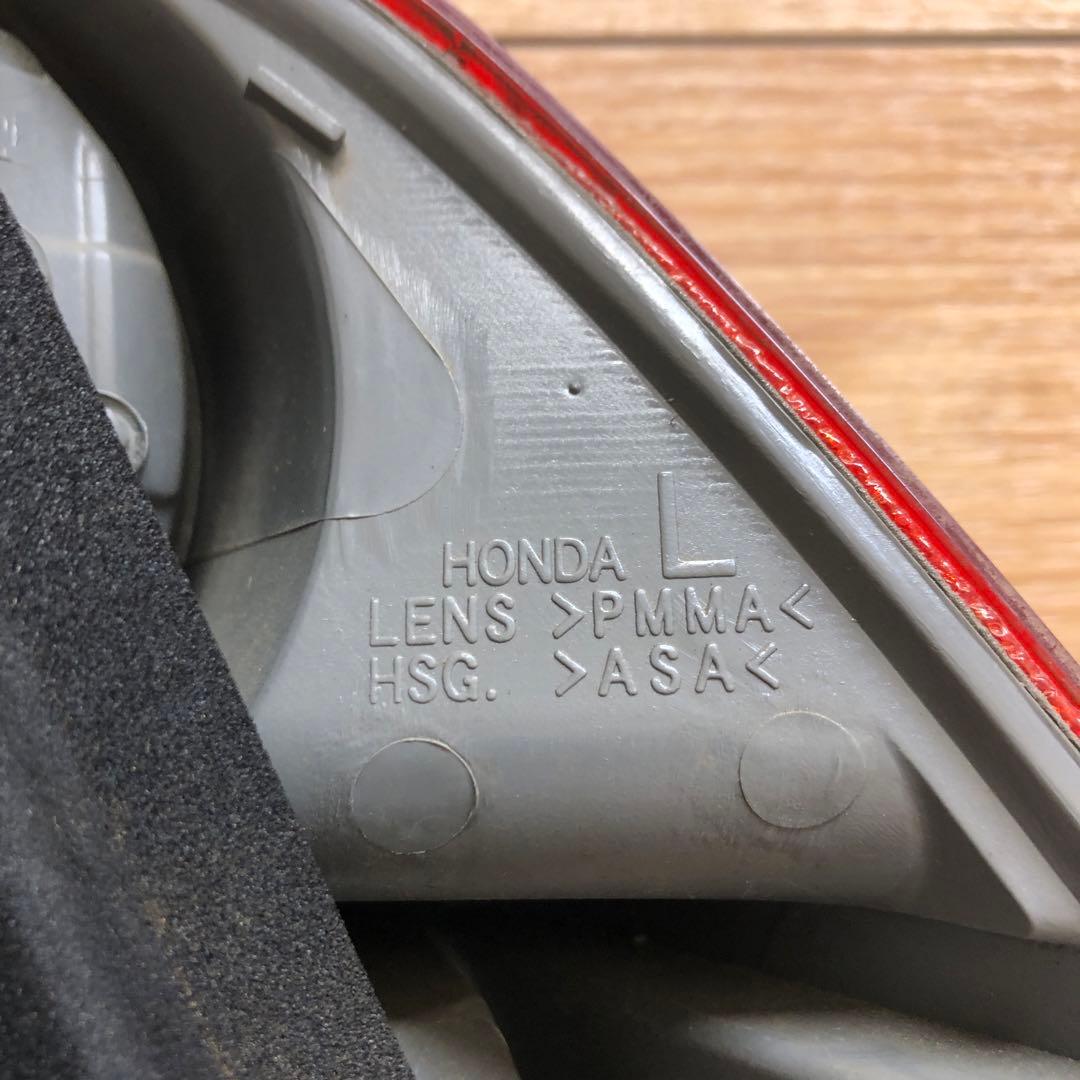 HONDA L
LENS >PMMA<
HSG. >ASA<